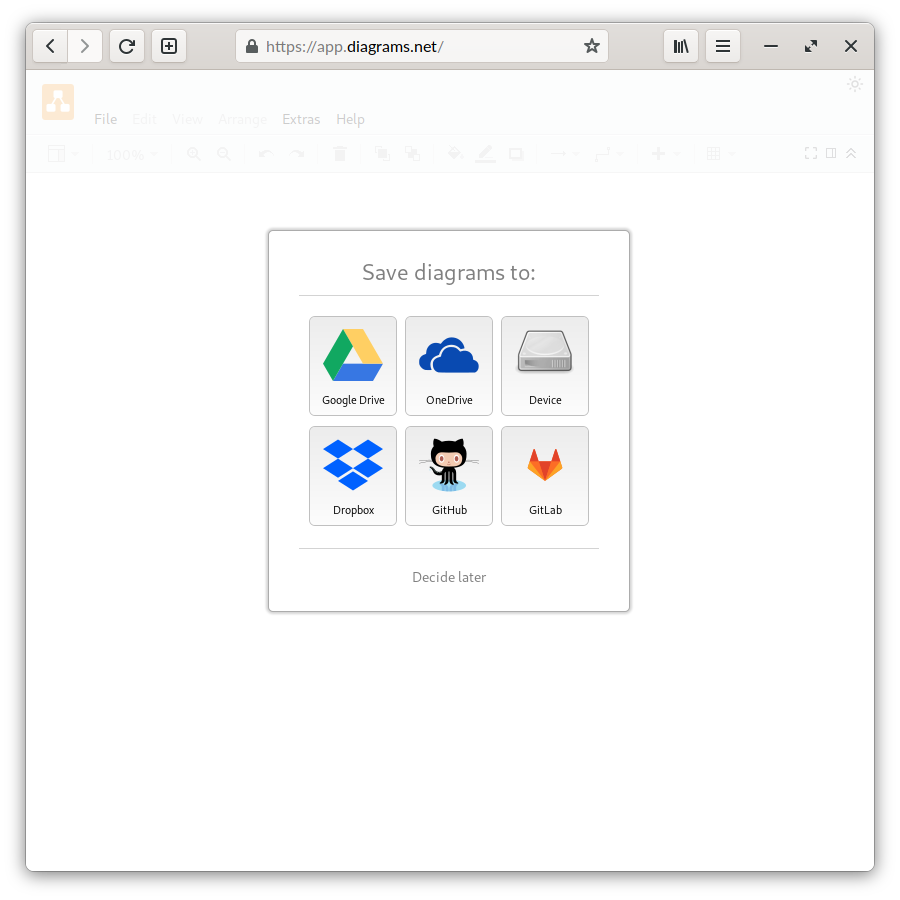 https://app.diagrams.net/
File Edit View Arrange Extras Help
100%
Save diagrams to:
Google Drive OneDrive Device
Dropbox GitHub GitLab
Decide later